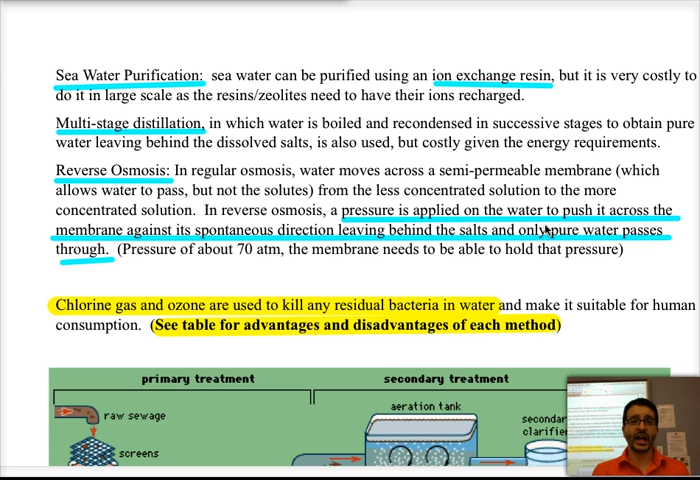 Sea Water Purification: sea water can be purified using an ion exchange resin, but it is very costly to
do it in large scale as the resins/zeolites need to have their ions recharged.
Multi-stage distillation, in which water is boiled and recondensed in successive stages to obtain pure
water leaving behind the dissolved salts, is also used, but costly given the energy requirements.
Reverse Osmosis: In regular osmosis, water moves across a semi-permeable membrane (which
allows water to pass, but not the solutes) from the less concentrated solution to the more
concentrated solution. In reverse osmosis, a pressure is applied on the water to push it across the
membrane against its spontaneous direction leaving behind the salts and only pure water passes
through. (Pressure of about 70 atm, the membrane needs to be able to hold that pressure)
Chlorine gas and ozone are used to kill any residual bacteria in water and make it suitable for human
consumption. (See table for advantages and disadvantages of each method)
primary treatment secondary treatment
aeration tank
raw sewage
secondar
clarifie
screens